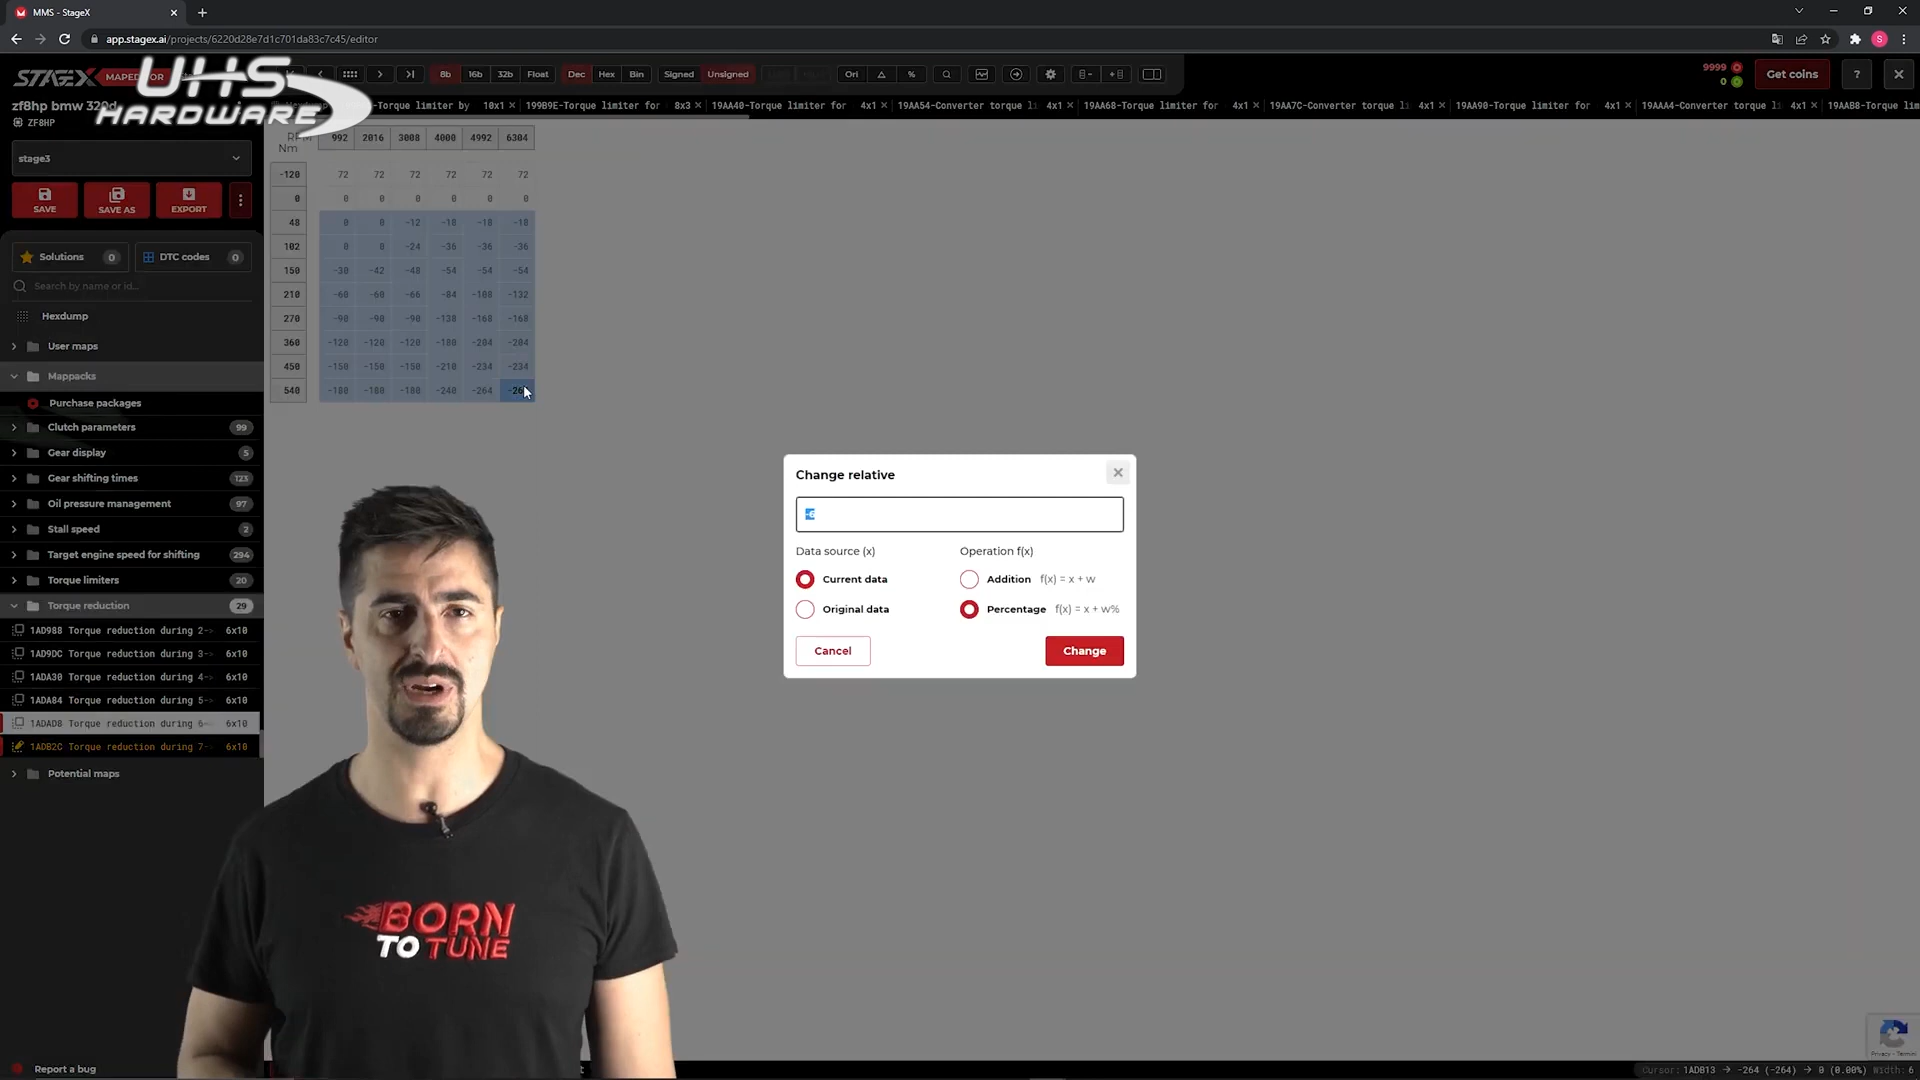 MMS - StageX
app.stagex.ai/projects/6220d28e7d1c701da83c7c45/editor
STAGEX
UHS
HARDWARE
8b 16b 32b Float Dec Hex Bin Signed Unsigned Ori Δ %
9999
0
Get coins
?
Torque limiter by 10x1 199B9E-Torque limiter for 8x3 19AA40-Torque limiter for 4x1 19AA54-Converter torque l 4x1 19AA68-Torque limiter for 4x1 19AA7C-Converter torque l 4x1 19AA90-Torque limiter for 4x1 19AAA4-Converter torque l 4x1 19AAB8-Torque lim
zf8hp bmw 320d
ZF8HP
stage3
SAVE SAVE AS EXPORT
Solutions 0 DTC codes 0
Search by name or id...
Hexdump
User maps
Mappacks
Purchase packages
Clutch parameters 99
Gear display 5
Gear shifting times 123
Oil pressure management 97
Stall speed 2
Target engine speed for shifting 294
Torque limiters 20
Torque reduction 29
1AD988 Torque reduction during 2-> 6x10
1AD9DC Torque reduction during 3-> 6x10
1ADA30 Torque reduction during 4-> 6x10
1ADA84 Torque reduction during 5-> 6x10
1ADAD8 Torque reduction during 6- 6x10
1ADB2C Torque reduction during 7- 6x10
Potential maps
Report a bug
Nm
992 2016 3008 4000 4992 6304
-120 72 72 72 72 72 72
0 0 0 0 0 0 0
48 0 0 -12 -18 -18 -18
102 0 0 -24 -36 -36 -36
150 -30 -42 -48 -54 -54 -54
210 -60 -60 -66 -84 -108 -132
270 -90 -90 -90 -138 -168 -168
360 -120 -120 -120 -180 -204 -204
450 -150 -150 -150 -210 -234 -234
540 -180 -180 -180 -240 -264
Change relative
Data source (x)
Operation f(x)
Current data
Addition f(x) = x + w
Original data
Percentage f(x) = x + w%
Cancel
Change
BORN
TO TUNE
Privacy - Termini
Cursor: 1ADB13 → -264 (-264) → 0 (0.00%) Width: 6